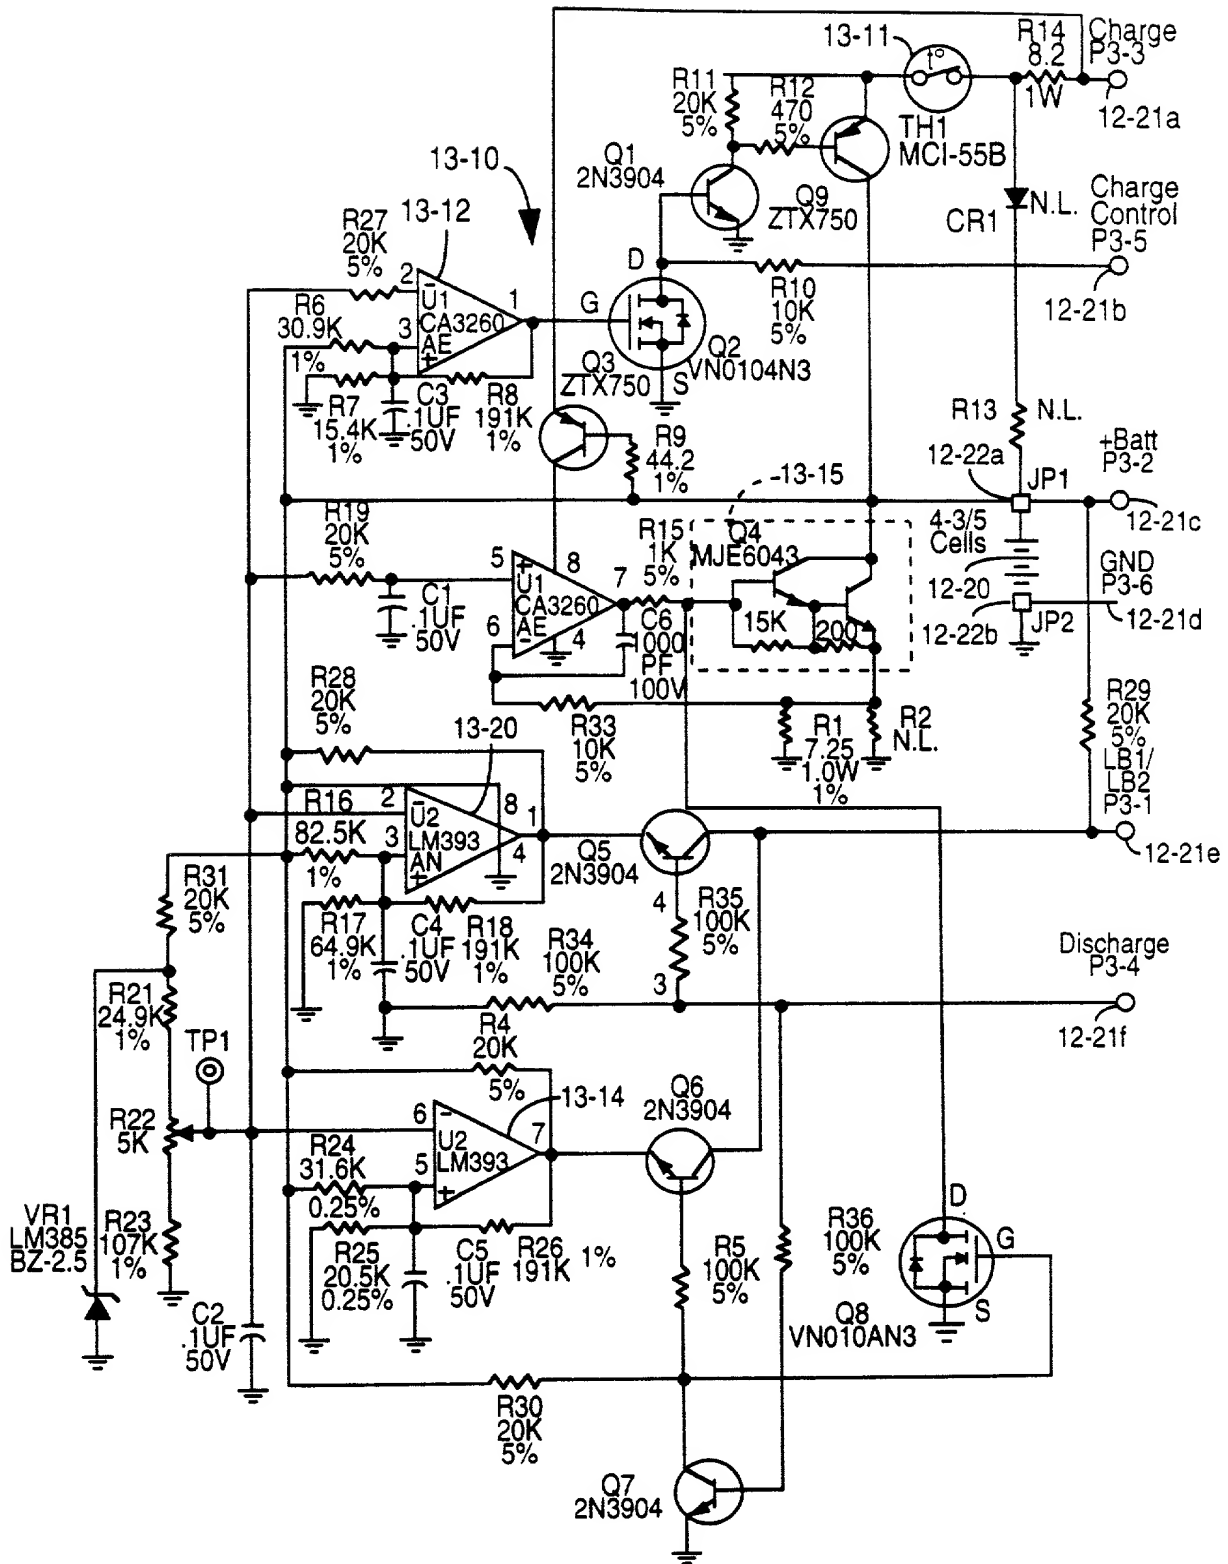 13-11
R14
8.2
1W
Charge
P3-3
12-21a
R11
20K
5%
R12
470
5%
t°
TH1
MCI-55B
Q1
2N3904
13-10
Q9
ZTX750
N.L.
CR1
Charge
Control
P3-5
12-21b
R27
20K
5%
13-12
2
-
U1
CA3260
AE
3
+
1
R6
30.9K
1%
G
D
S
R10
10K
5%
Q2
VN0104N3
Q3
ZTX750
R7
15.4K
1%
C3
.1UF
50V
R8
191K
1%
R9
44.2
1%
R13
N.L.
12-22a
JP1
+Batt
P3-2
12-21c
13-15
R19
20K
5%
R15
1K
5%
Q4
MJE6043
15K
200
4-3/5
Cells
12-20
GND
P3-6
12-21d
12-22b
JP2
5
+
U1
CA3260
AE
6
-
8
7
4
C1
.1UF
50V
C6
1000
PF
100V
R28
20K
5%
R33
10K
5%
R1
7.25
1.0W
1%
R2
N.L.
R29
20K
5%
LB1/
LB2
P3-1
12-21e
13-20
2
-
U2
LM393
AN
3
+
8
1
4
R16
82.5K
1%
Q5
2N3904
R31
20K
5%
R17
64.9K
1%
C4
.1UF
50V
R18
191K
1%
R34
100K
5%
4
3
R35
100K
5%
Discharge
P3-4
12-21f
R21
24.9K
1%
TP1
R4
20K
5%
13-14
Q6
2N3904
R22
5K
6
-
U2
LM393
5
+
7
R24
31.6K
0.25%
VR1
LM385
BZ-2.5
R23
107K
1%
R25
20.5K
0.25%
C5
.1UF
50V
R26
191K
1%
R5
100K
5%
R36
100K
5%
D
G
S
Q8
VN010AN3
C2
.1UF
50V
R30
20K
5%
Q7
2N3904